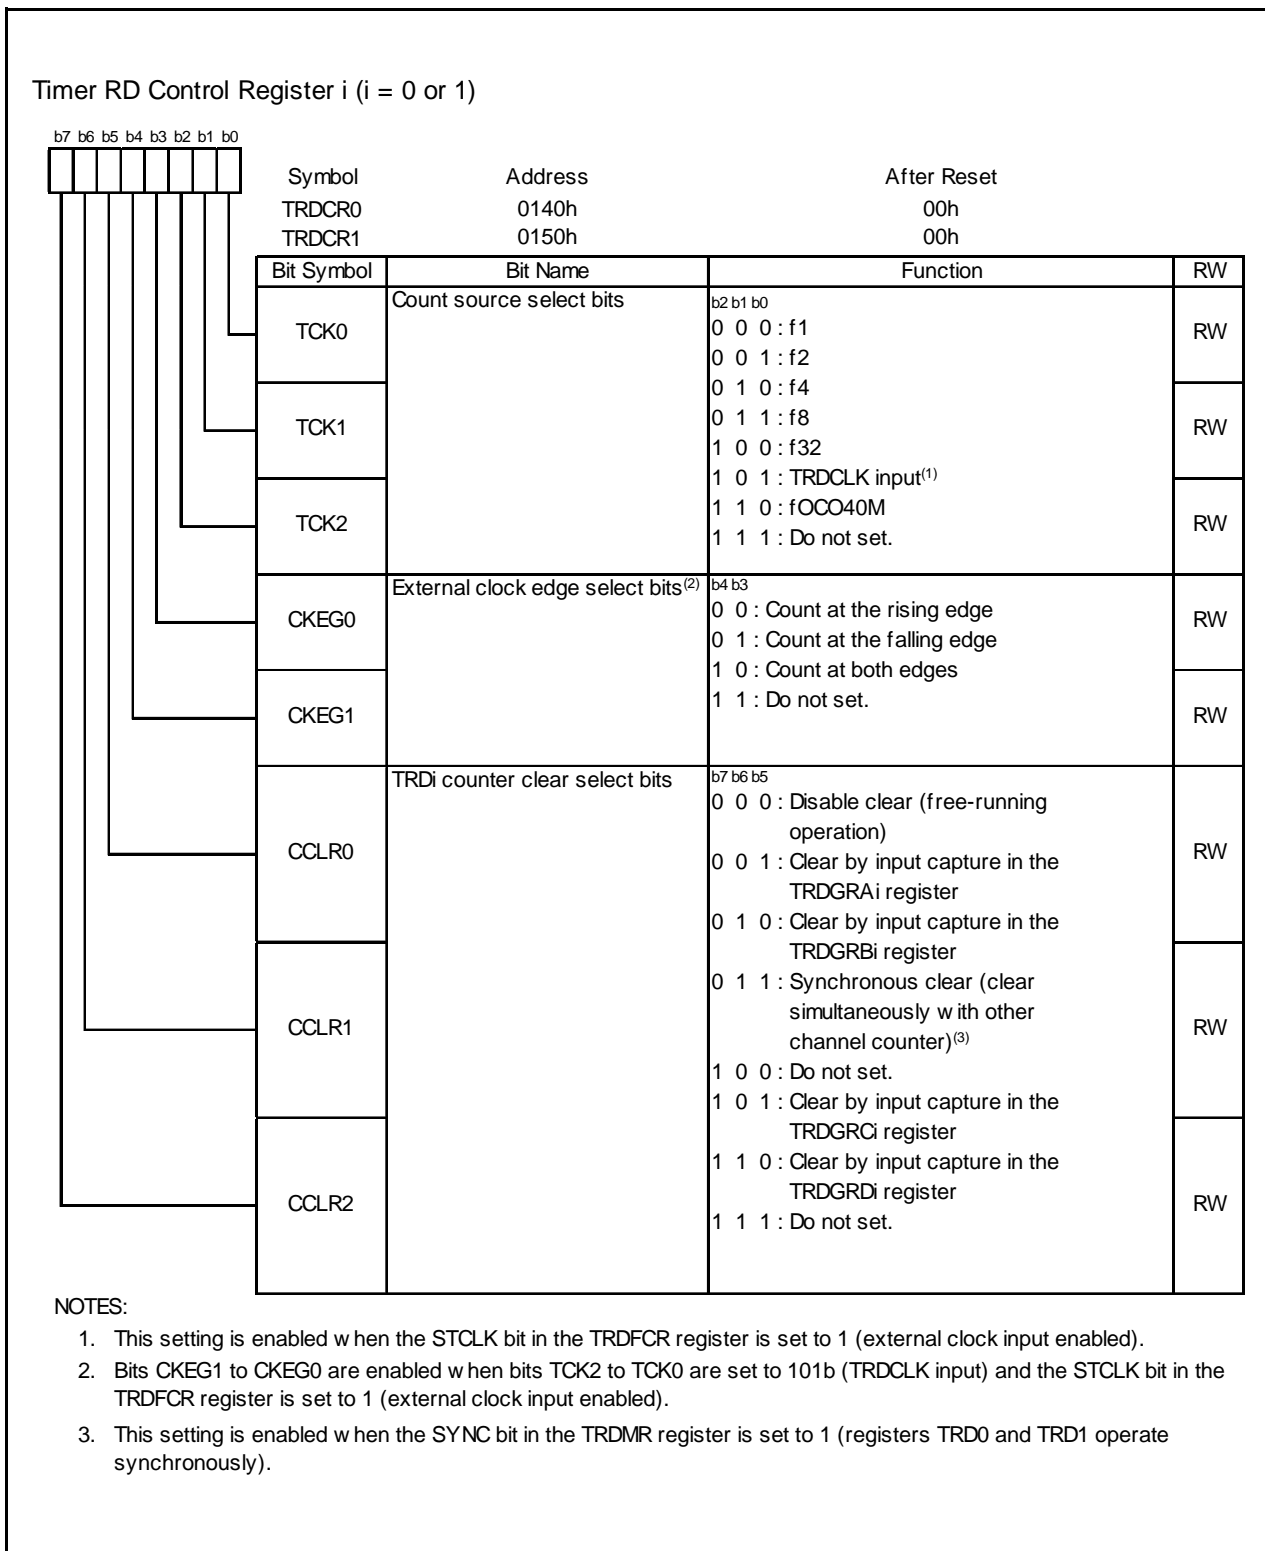 Timer RD Control Register i (i = 0 or 1)
b7 b6 b5 b4 b3 b2 b1 b0
Symbol Address After Reset
TRDCR0 0140h 00h
TRDCR1 0150h 00h
Bit Symbol Bit Name Function RW
TCK0 Count source select bits RW
b2 b1 b0
0 0 0 : f1
0 0 1 : f2
0 1 0 : f4
TCK1 RW
0 1 1 : f8
1 0 0 : f32
1 0 1 : TRDCLK input(1)
TCK2 RW
1 1 0 : fOCO40M
1 1 1 : Do not set.
CKEG0 External clock edge select bits(2) RW
b4 b3
0 0 : Count at the rising edge
0 1 : Count at the falling edge
1 0 : Count at both edges
CKEG1 RW
1 1 : Do not set.
CCLR0 TRDi counter clear select bits RW
b7 b6 b5
0 0 0 : Disable clear (free-running
operation)
0 0 1 : Clear by input capture in the
TRDGRAi register
0 1 0 : Clear by input capture in the
TRDGRBi register
CCLR1 RW
0 1 1 : Synchronous clear (clear
simultaneously with other
channel counter)(3)
1 0 0 : Do not set.
1 0 1 : Clear by input capture in the
TRDGRCi register
CCLR2 RW
1 1 0 : Clear by input capture in the
TRDGRDi register
1 1 1 : Do not set.
NOTES:
1. This setting is enabled when the STCLK bit in the TRDFCR register is set to 1 (external clock input enabled).
2. Bits CKEG1 to CKEG0 are enabled when bits TCK2 to TCK0 are set to 101b (TRDCLK input) and the STCLK bit in the
TRDFCR register is set to 1 (external clock input enabled).
3. This setting is enabled when the SYNC bit in the TRDMR register is set to 1 (registers TRD0 and TRD1 operate
synchronously).